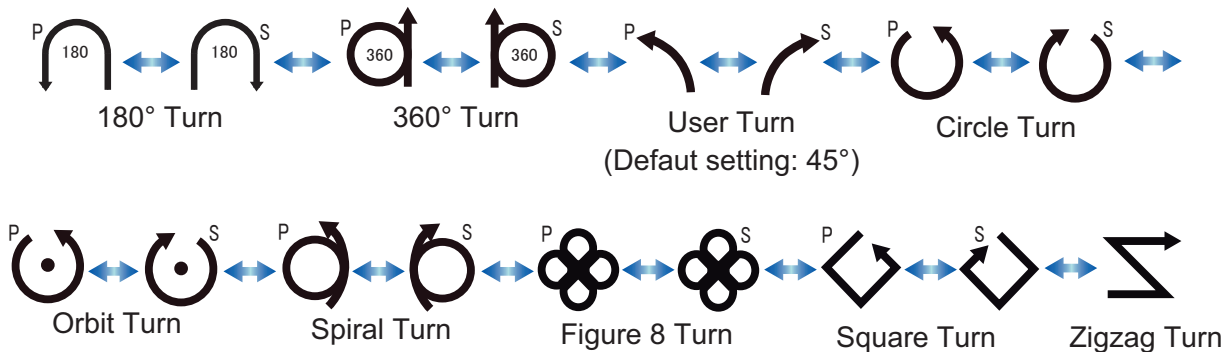 P 180 180 S P 360 360 S P S P S
180° Turn 360° Turn User Turn Circle Turn
(Defaut setting: 45°)
P S P S P S P S
Orbit Turn Spiral Turn Figure 8 Turn Square Turn Zigzag Turn